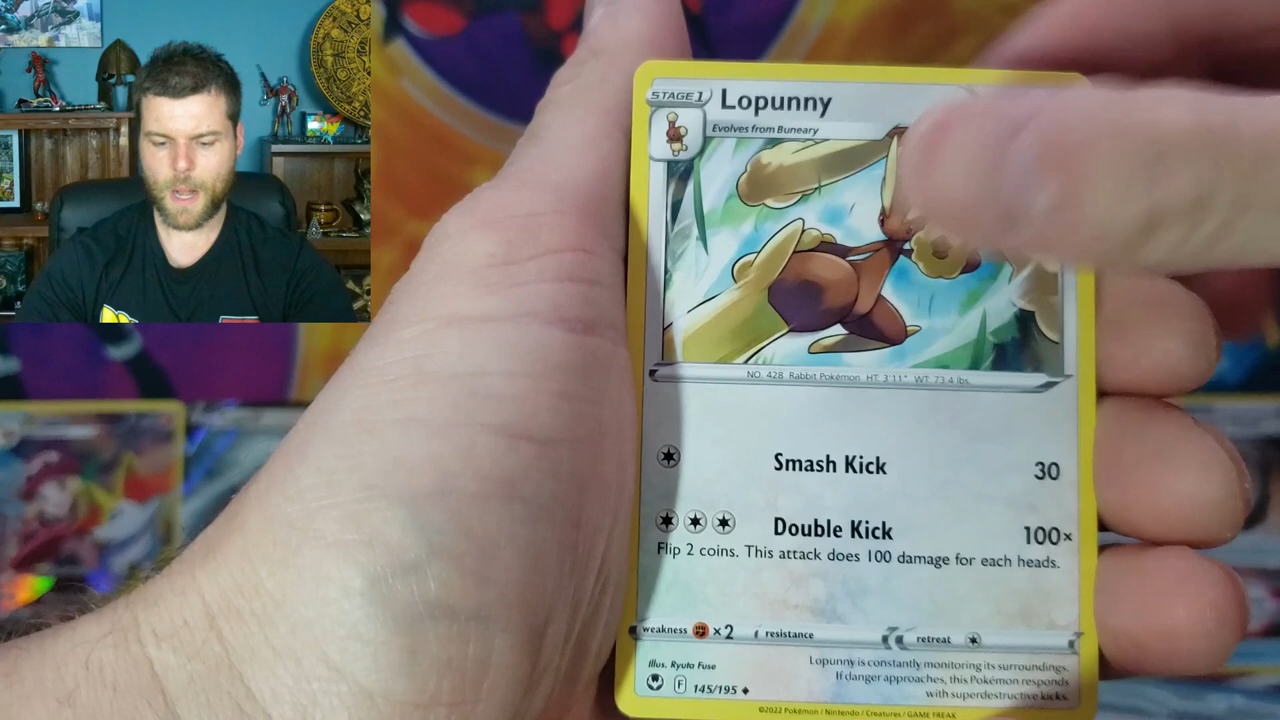 STAGE 1
Lopunny
Evolves from Buneary
NO. 428 Rabbit Pokémon HT: 3'11" WT: 73.4 lbs.
Smash Kick 30
Double Kick 100×
Flip 2 coins. This attack does 100 damage for each heads.
weakness ×2 resistance retreat
Illus. Ryuta Fuse
F 145/195
Lopunny is constantly monitoring its surroundings.
If danger approaches, this Pokémon responds
with superdestructive kicks.
©2022 Pokémon / Nintendo / Creatures / GAME FREAK